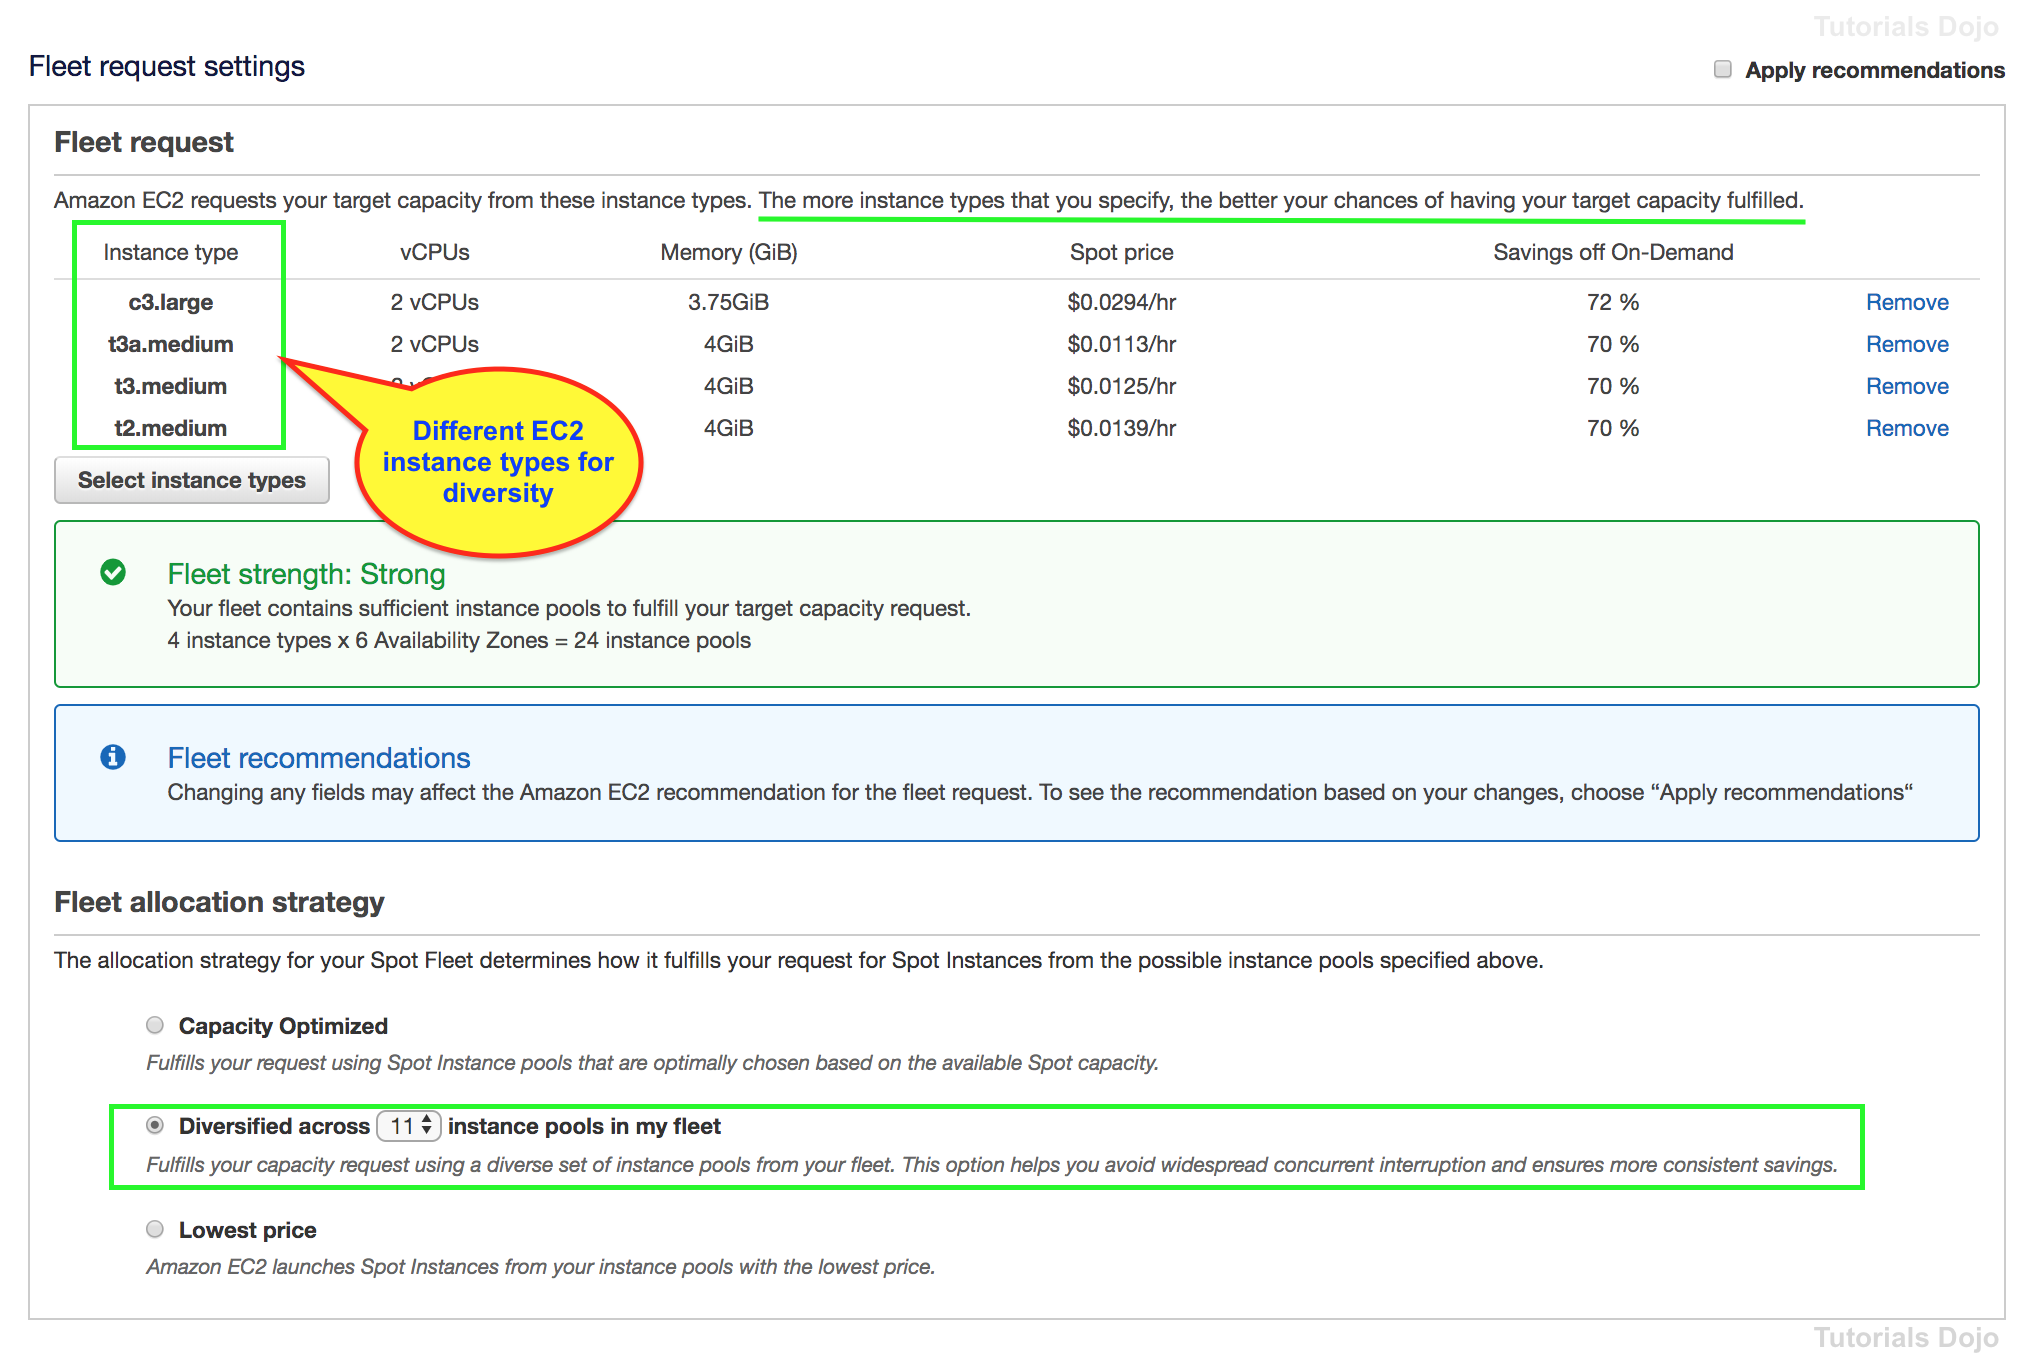 Tutorials Dojo
Fleet request settings
Apply recommendations
Fleet request
Amazon EC2 requests your target capacity from these instance types. The more instance types that you specify, the better your chances of having your target capacity fulfilled.
Instance type vCPUs Memory (GiB) Spot price Savings off On-Demand
c3.large 2 vCPUs 3.75GiB $0.0294/hr 72 % Remove
t3a.medium 2 vCPUs 4GiB $0.0113/hr 70 % Remove
t3.medium 4GiB $0.0125/hr 70 % Remove
t2.medium 4GiB $0.0139/hr 70 % Remove
Different EC2
instance types for
diversity
Select instance types
Fleet strength: Strong
Your fleet contains sufficient instance pools to fulfill your target capacity request.
4 instance types x 6 Availability Zones = 24 instance pools
Fleet recommendations
Changing any fields may affect the Amazon EC2 recommendation for the fleet request. To see the recommendation based on your changes, choose “Apply recommendations“
Fleet allocation strategy
The allocation strategy for your Spot Fleet determines how it fulfills your request for Spot Instances from the possible instance pools specified above.
Capacity Optimized
Fulfills your request using Spot Instance pools that are optimally chosen based on the available Spot capacity.
Diversified across 11 instance pools in my fleet
Fulfills your capacity request using a diverse set of instance pools from your fleet. This option helps you avoid widespread concurrent interruption and ensures more consistent savings.
Lowest price
Amazon EC2 launches Spot Instances from your instance pools with the lowest price.
Tutorials Dojo